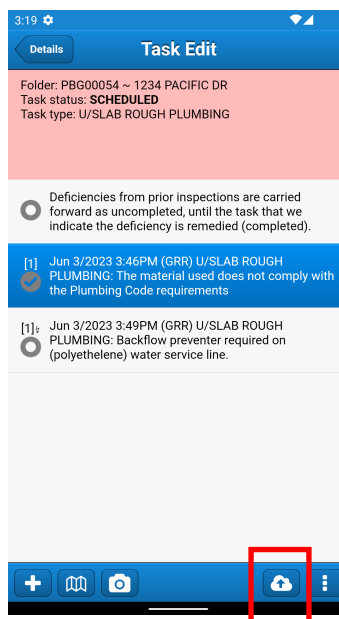 3:19
Details
Task Edit
Folder: PBG00054 ~ 1234 PACIFIC DR
Task status: SCHEDULED
Task type: U/SLAB ROUGH PLUMBING
Deficiencies from prior inspections are carried
forward as uncompleted, until the task that we
indicate the deficiency is remedied (completed).
[1] Jun 3/2023 3:46PM (GRR) U/SLAB ROUGH
PLUMBING: The material used does not comply with
the Plumbing Code requirements
[1] Jun 3/2023 3:49PM (GRR) U/SLAB ROUGH
PLUMBING: Backflow preventer required on
(polyethelene) water service line.